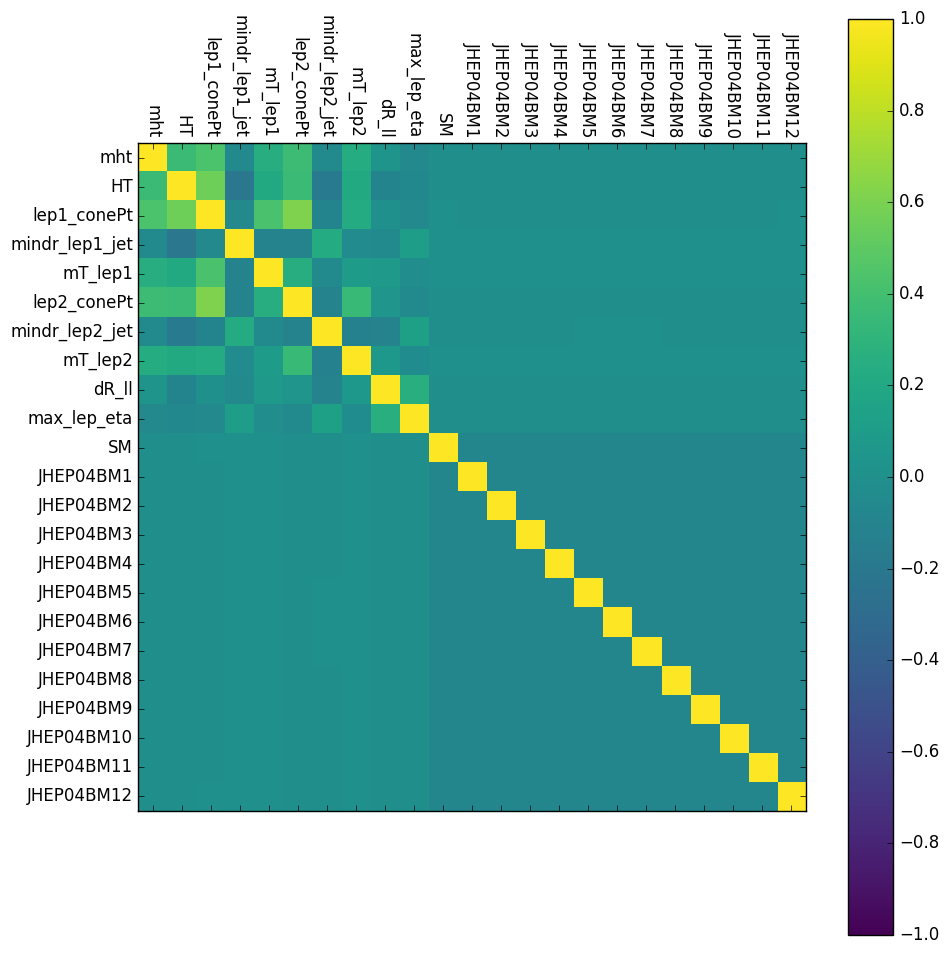 mht
HT
lep1_conePt
mindr_lep1_jet
mT_lep1
lep2_conePt
mindr_lep2_jet
mT_lep2
dR_ll
max_lep_eta
SM
JHEP04BM1
JHEP04BM2
JHEP04BM3
JHEP04BM4
JHEP04BM5
JHEP04BM6
JHEP04BM7
JHEP04BM8
JHEP04BM9
JHEP04BM10
JHEP04BM11
JHEP04BM12
mht
HT
lep1_conePt
mindr_lep1_jet
mT_lep1
lep2_conePt
mindr_lep2_jet
mT_lep2
dR_ll
max_lep_eta
SM
JHEP04BM1
JHEP04BM2
JHEP04BM3
JHEP04BM4
JHEP04BM5
JHEP04BM6
JHEP04BM7
JHEP04BM8
JHEP04BM9
JHEP04BM10
JHEP04BM11
JHEP04BM12
1.0
0.8
0.6
0.4
0.2
0.0
−0.2
−0.4
−0.6
−0.8
−1.0